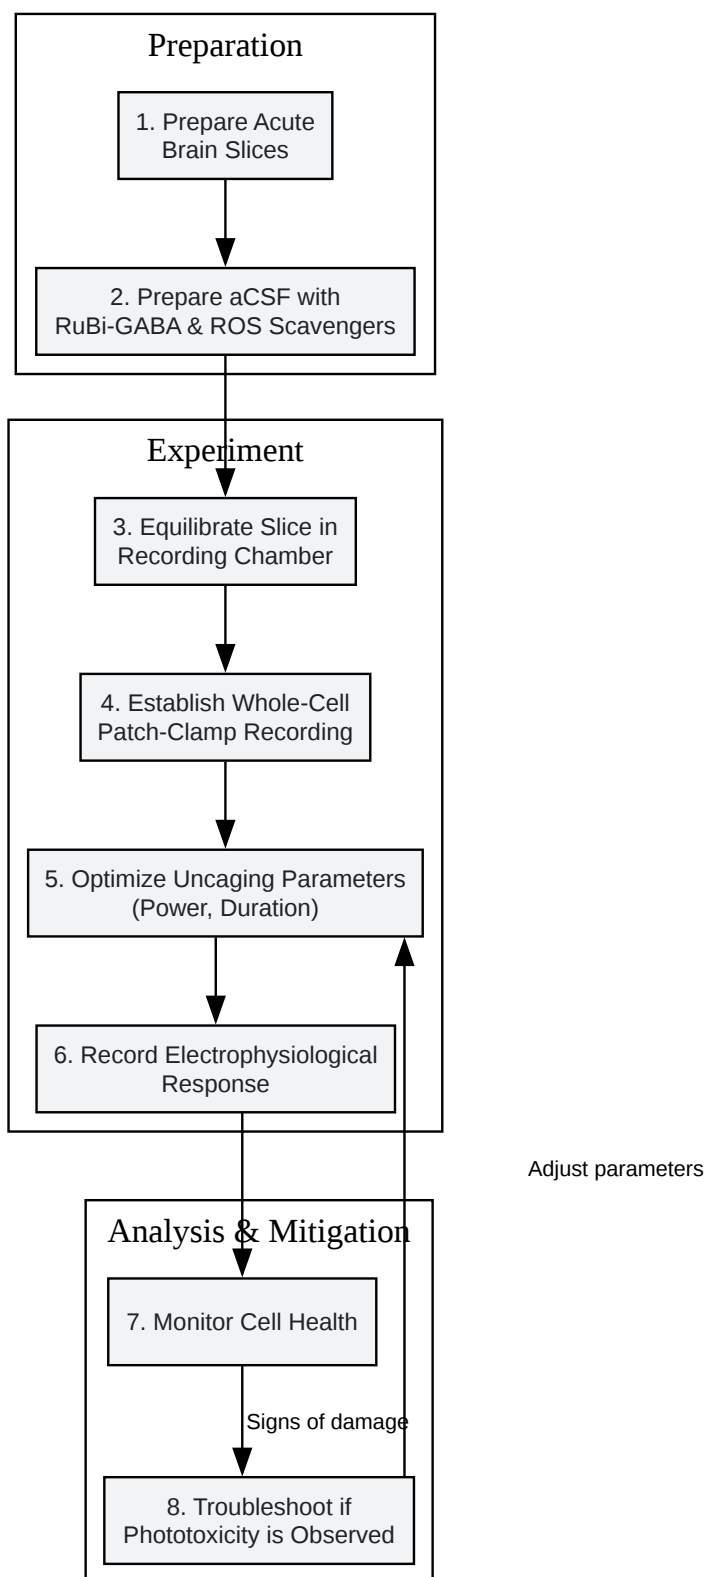 Preparation
1. Prepare Acute
Brain Slices
2. Prepare aCSF with
RuBi-GABA & ROS Scavengers
Experiment
3. Equilibrate Slice in
Recording Chamber
4. Establish Whole-Cell
Patch-Clamp Recording
5. Optimize Uncaging Parameters
(Power, Duration)
6. Record Electrophysiological
Response
Adjust parameters
Analysis & Mitigation
7. Monitor Cell Health
Signs of damage
8. Troubleshoot if
Phototoxicity is Observed